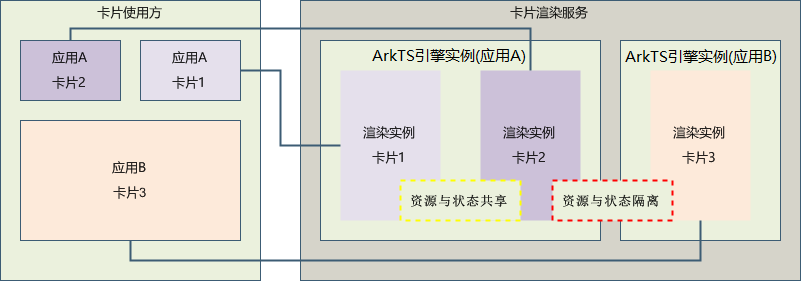 卡片使用方
应用A
卡片2
应用A
卡片1
应用B
卡片3
卡片渲染服务
ArkTS引擎实例(应用A)
渲染实例
卡片1
渲染实例
卡片2
资源与状态共享
ArkTS引擎实例(应用B)
渲染实例
卡片3
资源与状态隔离